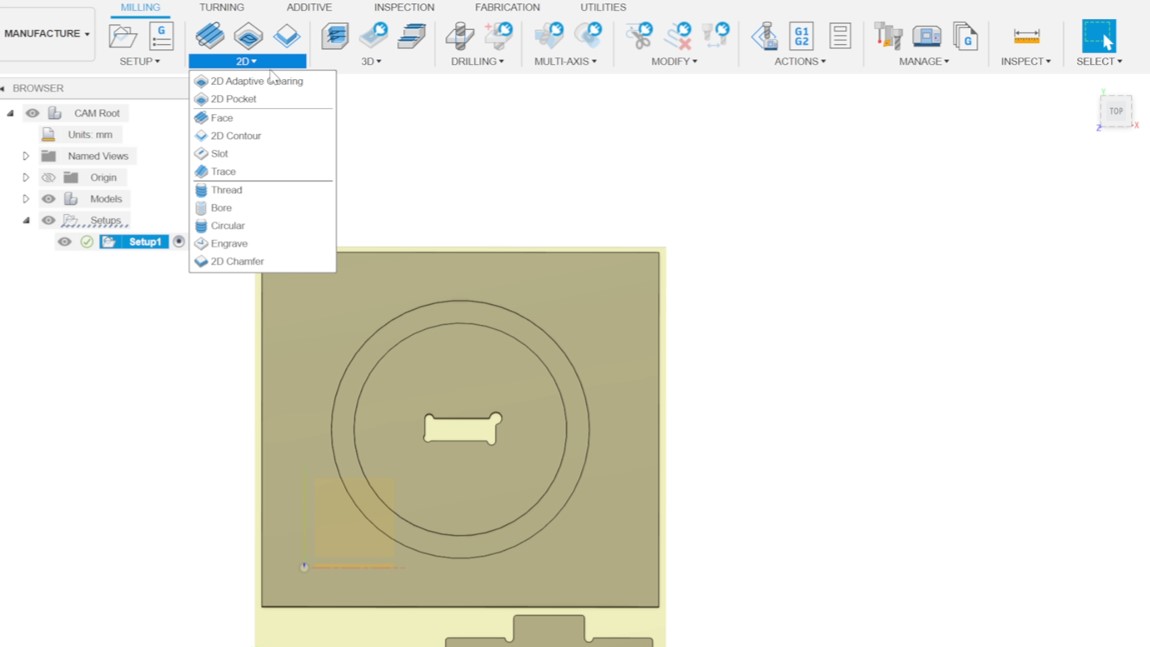 MILLING TURNING ADDITIVE INSPECTION FABRICATION UTILITIES
MANUFACTURE
G
G1
G2
G
SETUP 2D 3D DRILLING MULTI-AXIS MODIFY ACTIONS MANAGE INSPECT SELECT
BROWSER
CAM Root
Units: mm
Named Views
Origin
Models
Setups
Setup1
2D Adaptive Clearing
2D Pocket
Face
2D Contour
Slot
Trace
Thread
Bore
Circular
Engrave
2D Chamfer
Y
TOP
Z
X